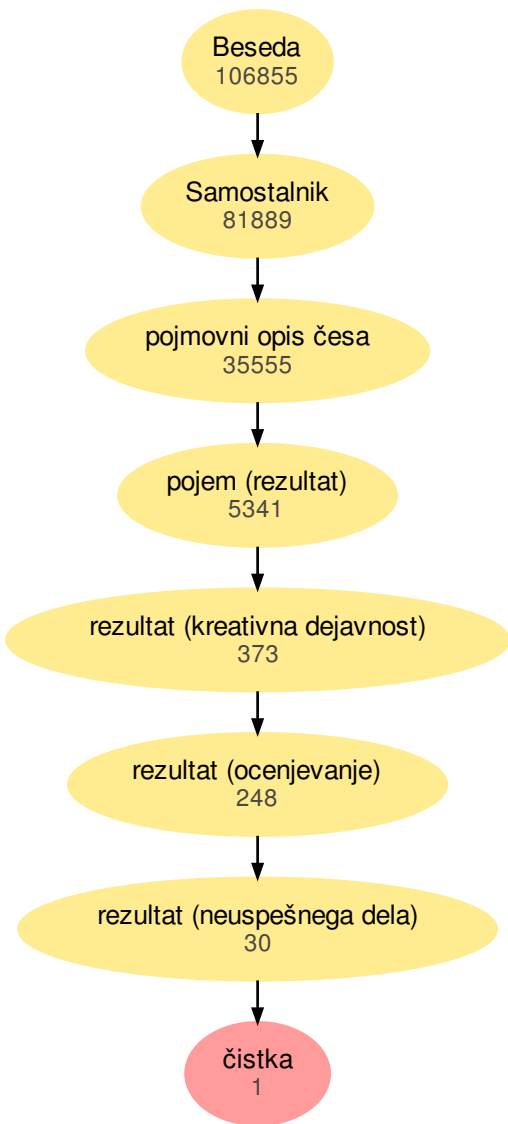 Beseda
106855
Samostalnik
81889
pojmovni opis česa
35555
pojem (rezultat)
5341
rezultat (kreativna dejavnost)
373
rezultat (ocenjevanje)
248
rezultat (neuspešnega dela)
30
čistka
1